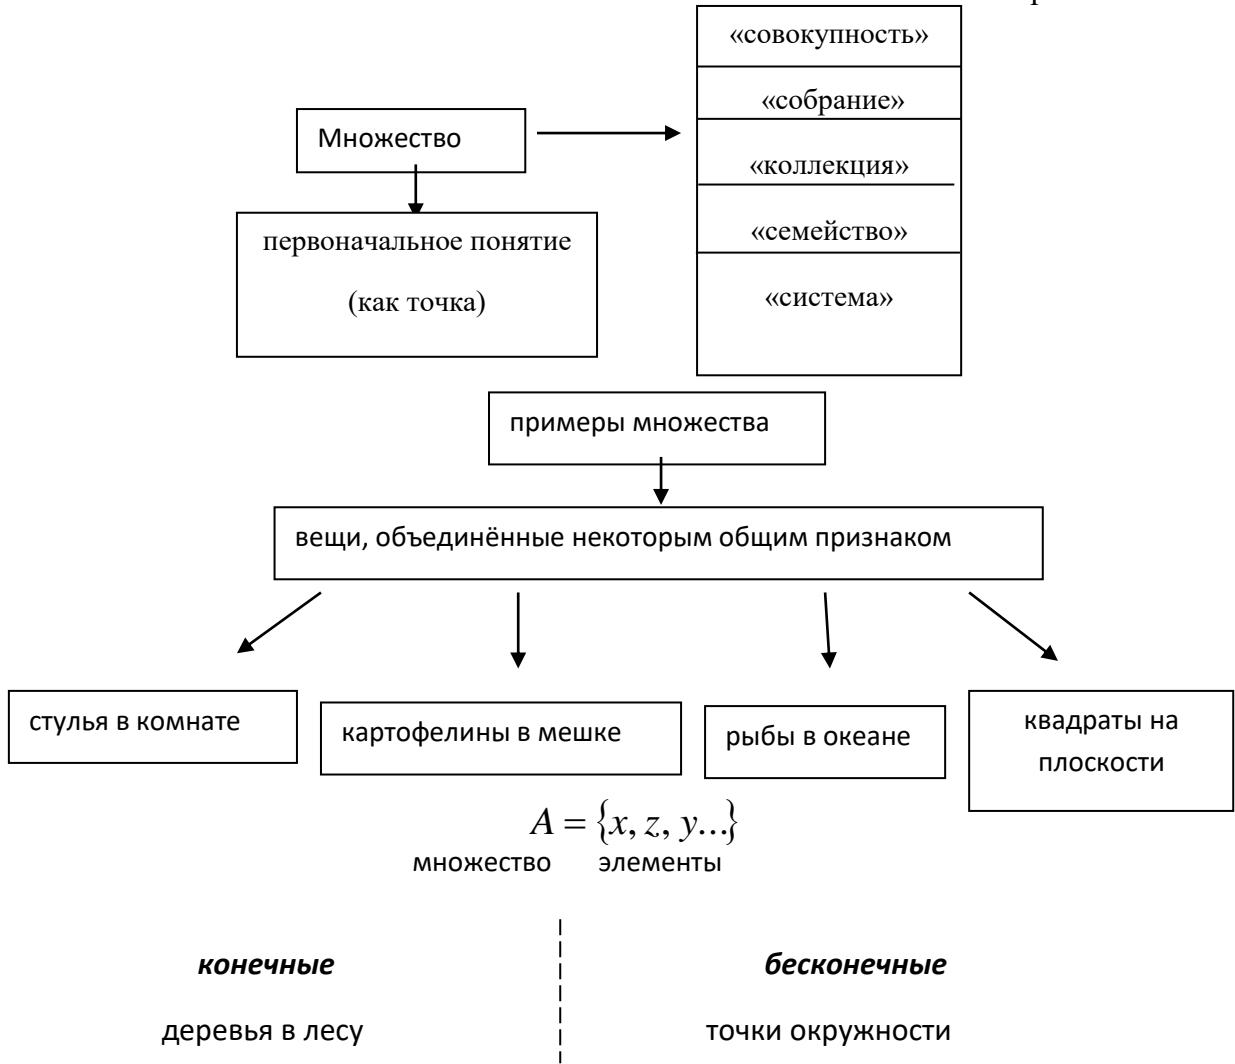 «совокупность»
«собрание»
Множество
«коллекция»
«семейство»
первоначальное понятие
(как точка)
«система»
примеры множества
вещи, объединённые некоторым общим признаком
стулья в комнате
картофелины в мешке
рыбы в океане
квадраты на
плоскости
A = {x, z, y...}
множество элементы
конечные бесконечные
деревья в лесу точки окружности